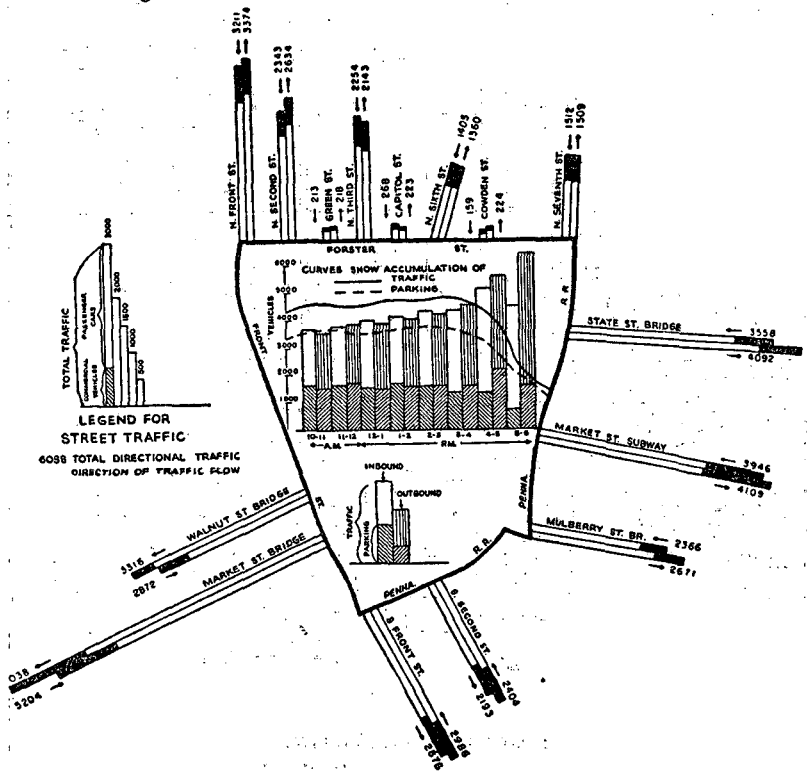 3211
3374
N. FRONT ST.
2343
2634
N. SECOND ST.
213
GREEN ST.
218
2254
2143
N. THIRD ST.
268
CAPITOL ST.
223
1405
1360
N. SIXTH ST.
159
COWDEN ST.
224
1512
1509
N. SEVENTH ST.
FORSTER ST.
CURVES SHOW ACCUMULATION OF
TRAFFIC
PARKING
VEHICLES
6000
5000
4000
3000
2000
1000
10-11 11-12 12-1 1-2 2-3 3-4 4-5 5-6
A.M. P.M.
FRONT
ST.
R. R.
PENNA.
STATE ST. BRIDGE
3558
4092
MARKET ST. SUBWAY
3946
4109
MULBERRY ST. BR.
2366
2671
TOTAL TRAFFIC
COMMERCIAL VEHICLES
PASSENGER CARS
3000
2000
1500
1000
500
LEGEND FOR
STREET TRAFFIC
6038 TOTAL DIRECTIONAL TRAFFIC
DIRECTION OF TRAFFIC FLOW
INBOUND
OUTBOUND
TRAFFIC
PARKING
WALNUT ST. BRIDGE
3316
2872
MARKET ST. BRIDGE
038
5204
PENNA. R. R.
S. FRONT ST.
2986
2676
S. SECOND ST.
2404
2193